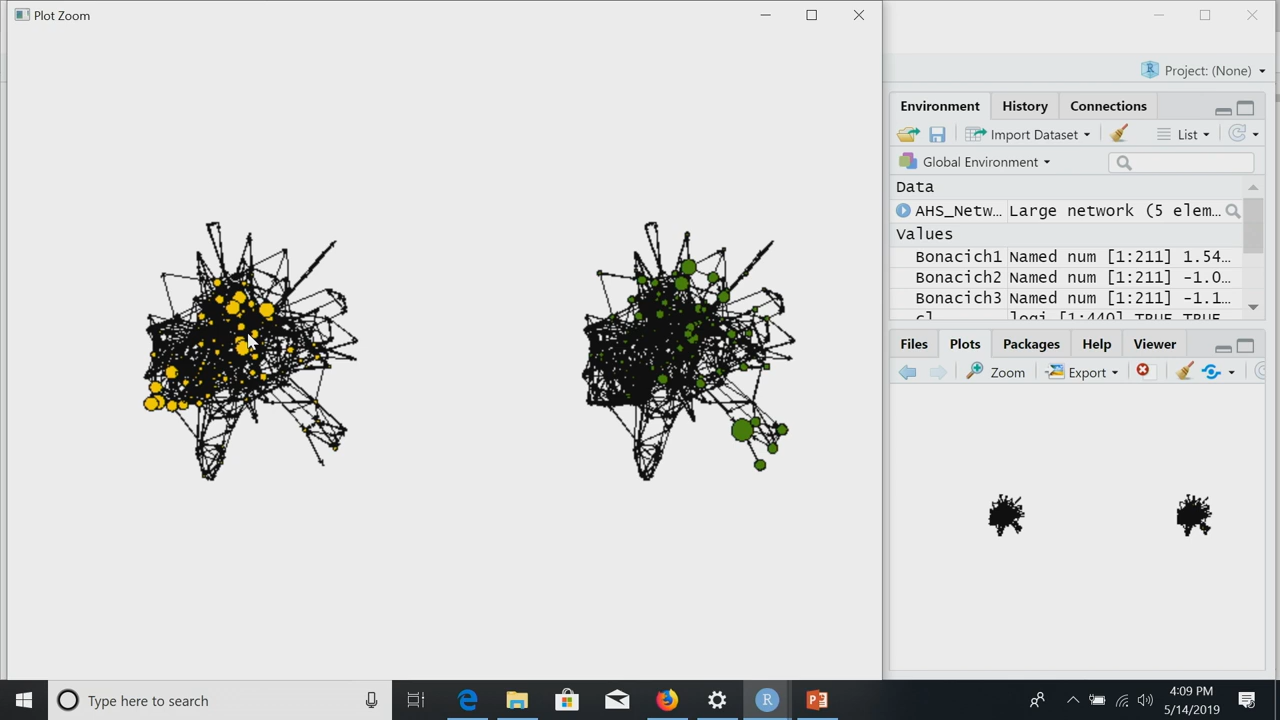 Plot Zoom
Project: (None)
Environment History Connections
Import Dataset List
Global Environment
Data
AHS_Netw… Large network (5 elem…
Values
Bonacich1 Named num [1:211] 1.54…
Bonacich2 Named num [1:211] -1.0…
Bonacich3 Named num [1:211] -1.1…
Files Plots Packages Help Viewer
Zoom Export
Type here to search
R
4:09 PM
5/14/2019